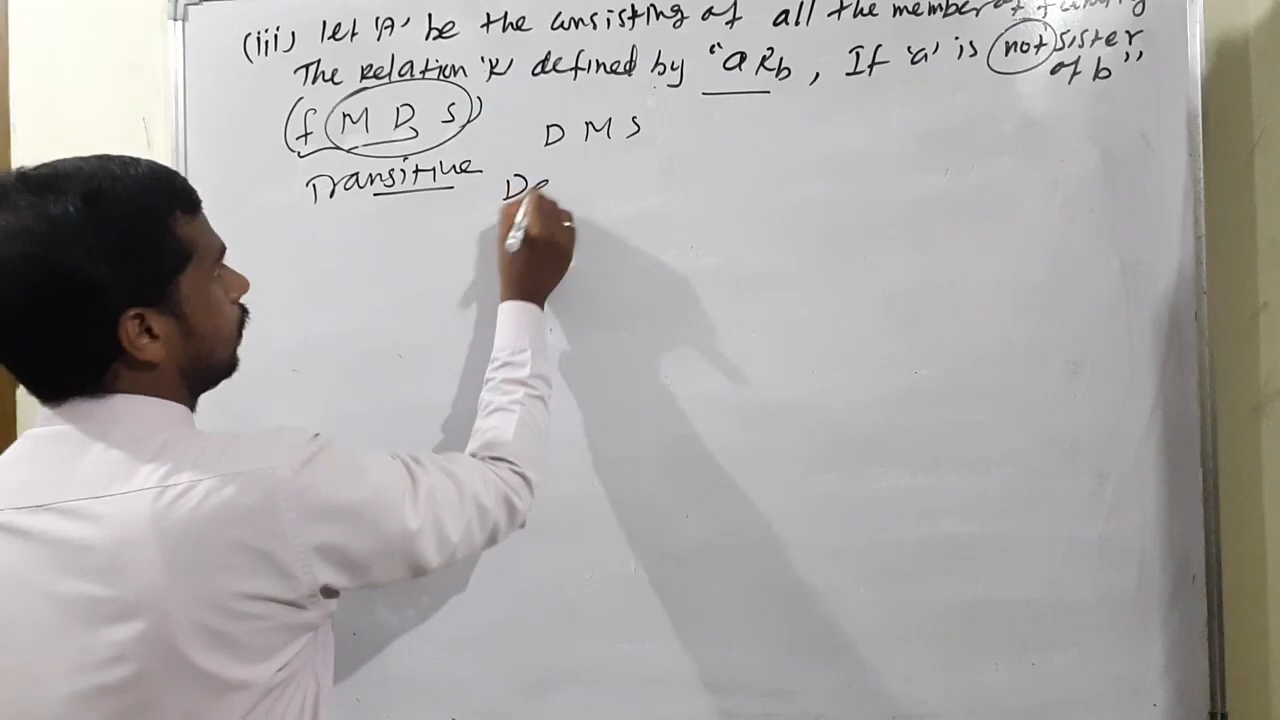 (iii) let 'A' be the consisting of all the member of family
The relation 'R' defined by "aRb, If 'a' is not sister
of b"
(f M D S)
D M S
Transitive